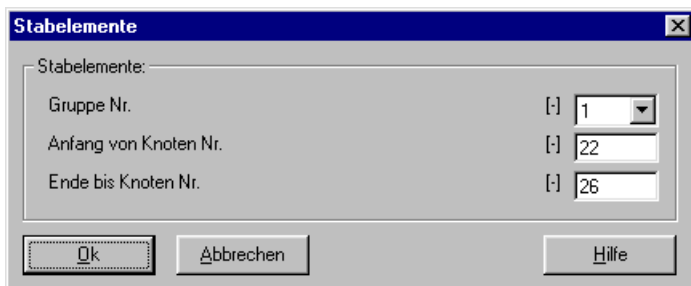 Stabelemente
Stabelemente:
Gruppe Nr. [-] 1
Anfang von Knoten Nr. [-] 22
Ende bis Knoten Nr. [-] 26
Ok Abbrechen Hilfe